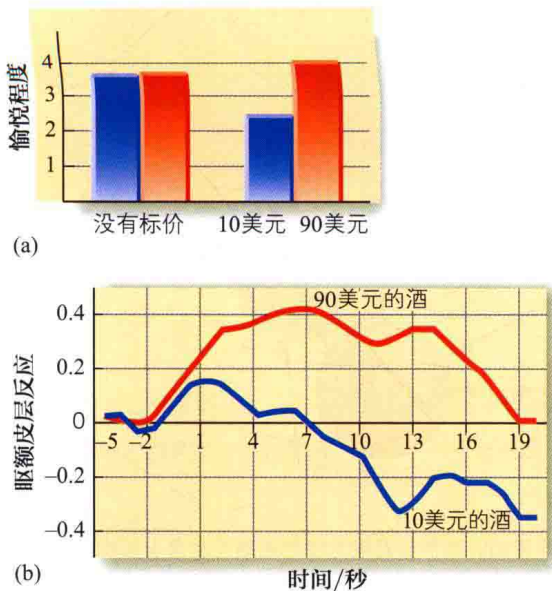 愉悦程度
4
3
2
1
没有标价 10美元 90美元
(a)
眶额皮层反应
0.4
0.2
0
-0.2
-0.4
90美元的酒
-5 -2 1 4 7 10 13 16 19
10美元的酒
(b)
时间/秒